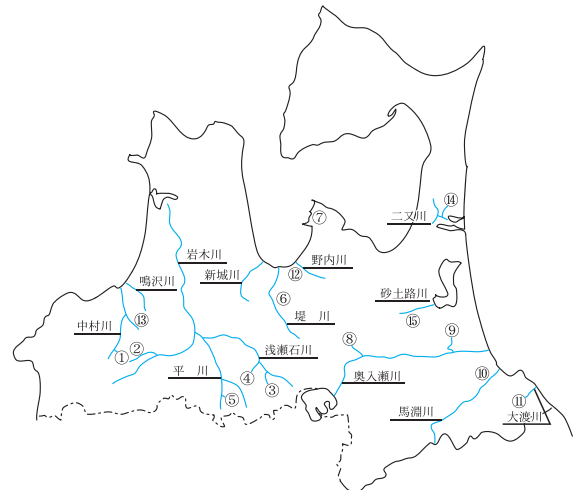 ⑭
二又川
⑦
岩木川
野内川
新城川
⑫
鳴沢川
砂土路川
⑥
⑬
堤　川
⑮
中村川
⑨
⑧
①
②
浅瀬石川
平　川
④
③
奥入瀬川
⑩
⑤
馬淵川
⑪
大渡川